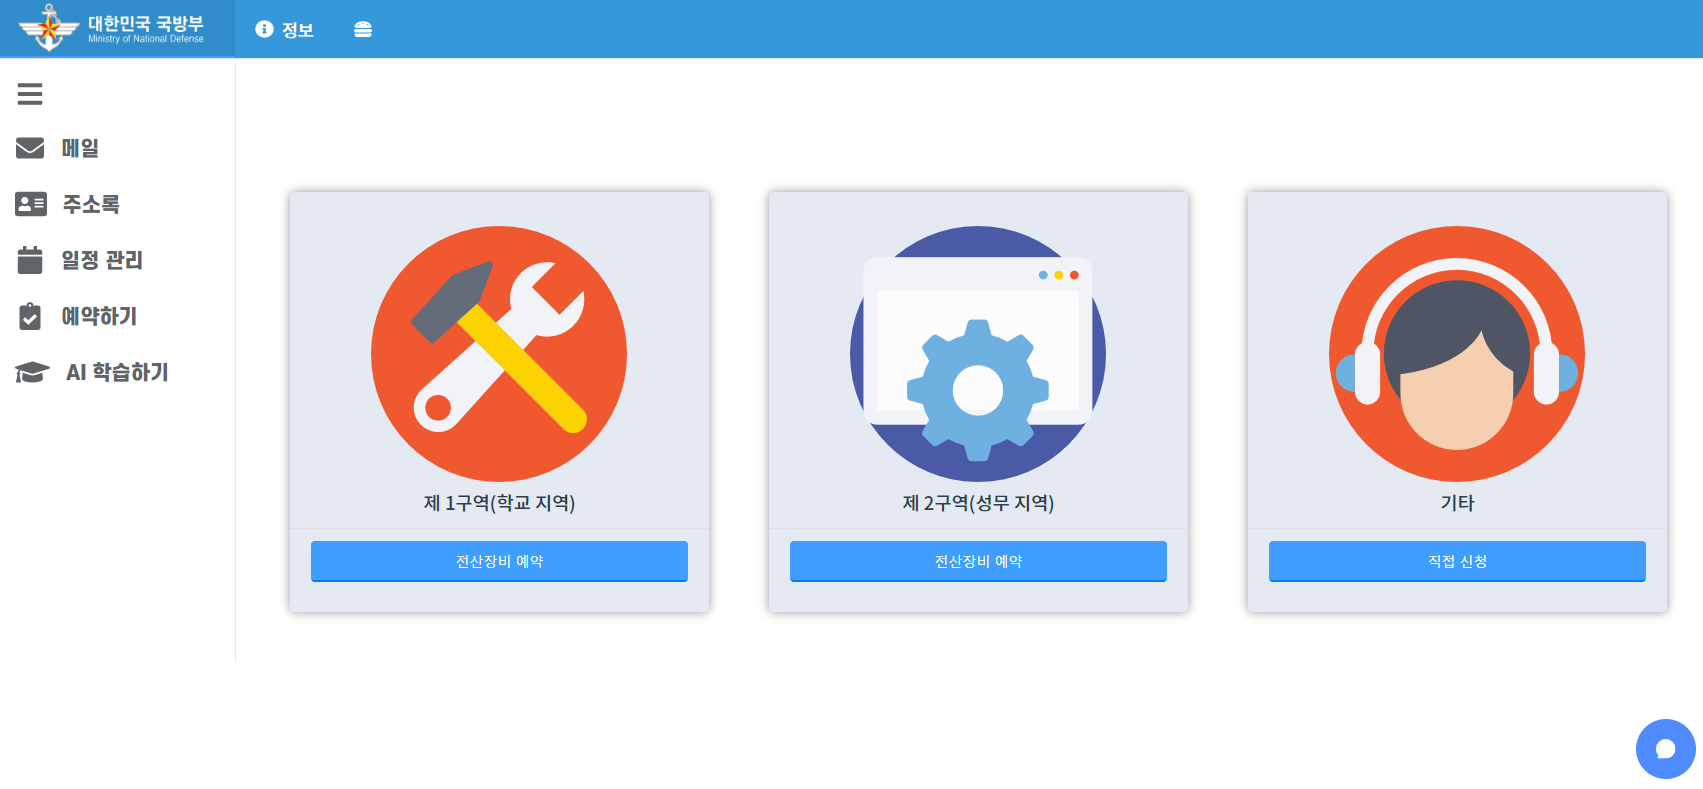 대한민국 국방부
Ministry of National Defense
정보
메일
주소록
일정 관리
예약하기
AI 학습하기
제 1구역(학교 지역)
전산장비 예약
제 2구역(성무 지역)
전산장비 예약
기타
직접 신청